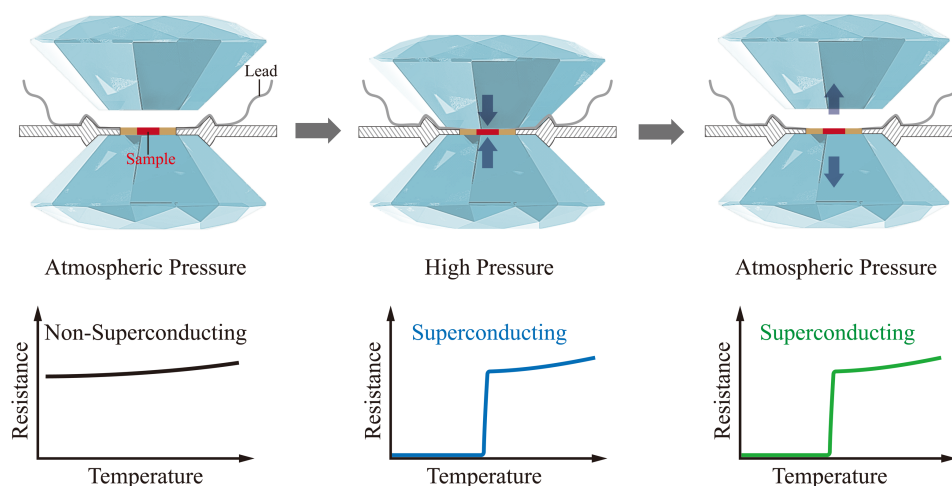 Lead
Sample
Atmospheric Pressure
High Pressure
Atmospheric Pressure
Non-Superconducting
Resistance
Temperature
Superconducting
Resistance
Temperature
Superconducting
Resistance
Temperature